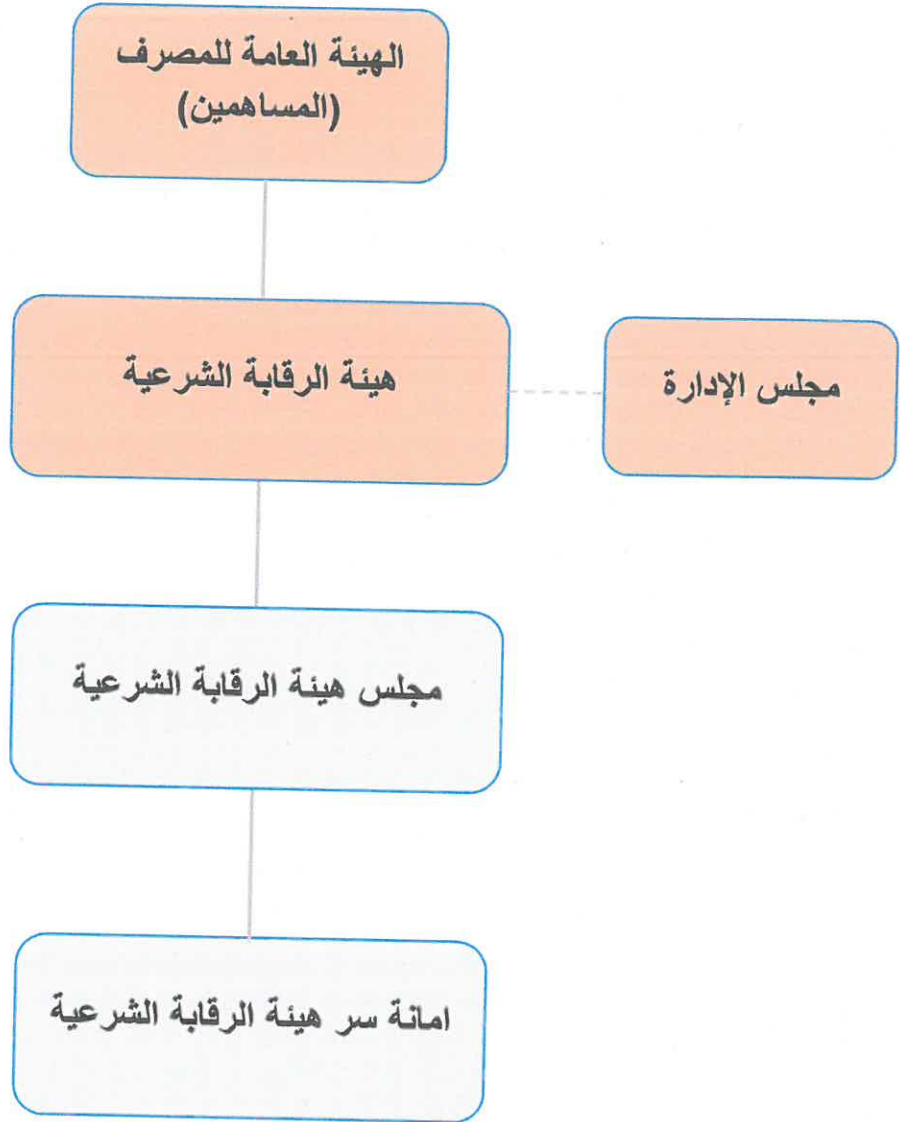 الهيئة العامة للمصرف
(المساهمين)
هيئة الرقابة الشرعية
مجلس الإدارة
مجلس هيئة الرقابة الشرعية
امانة سر هيئة الرقابة الشرعية